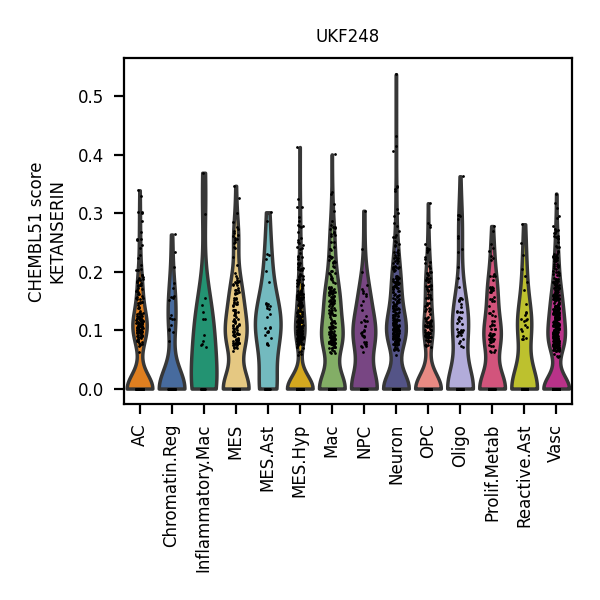 UKF248
CHEMBL51 score
KETANSERIN
0.5
0.4
0.3
0.2
0.1
0.0
AC
Chromatin.Reg
Inflammatory.Mac
MES
MES.Ast
MES.Hyp
Mac
NPC
Neuron
OPC
Oligo
Prolif.Metab
Reactive.Ast
Vasc